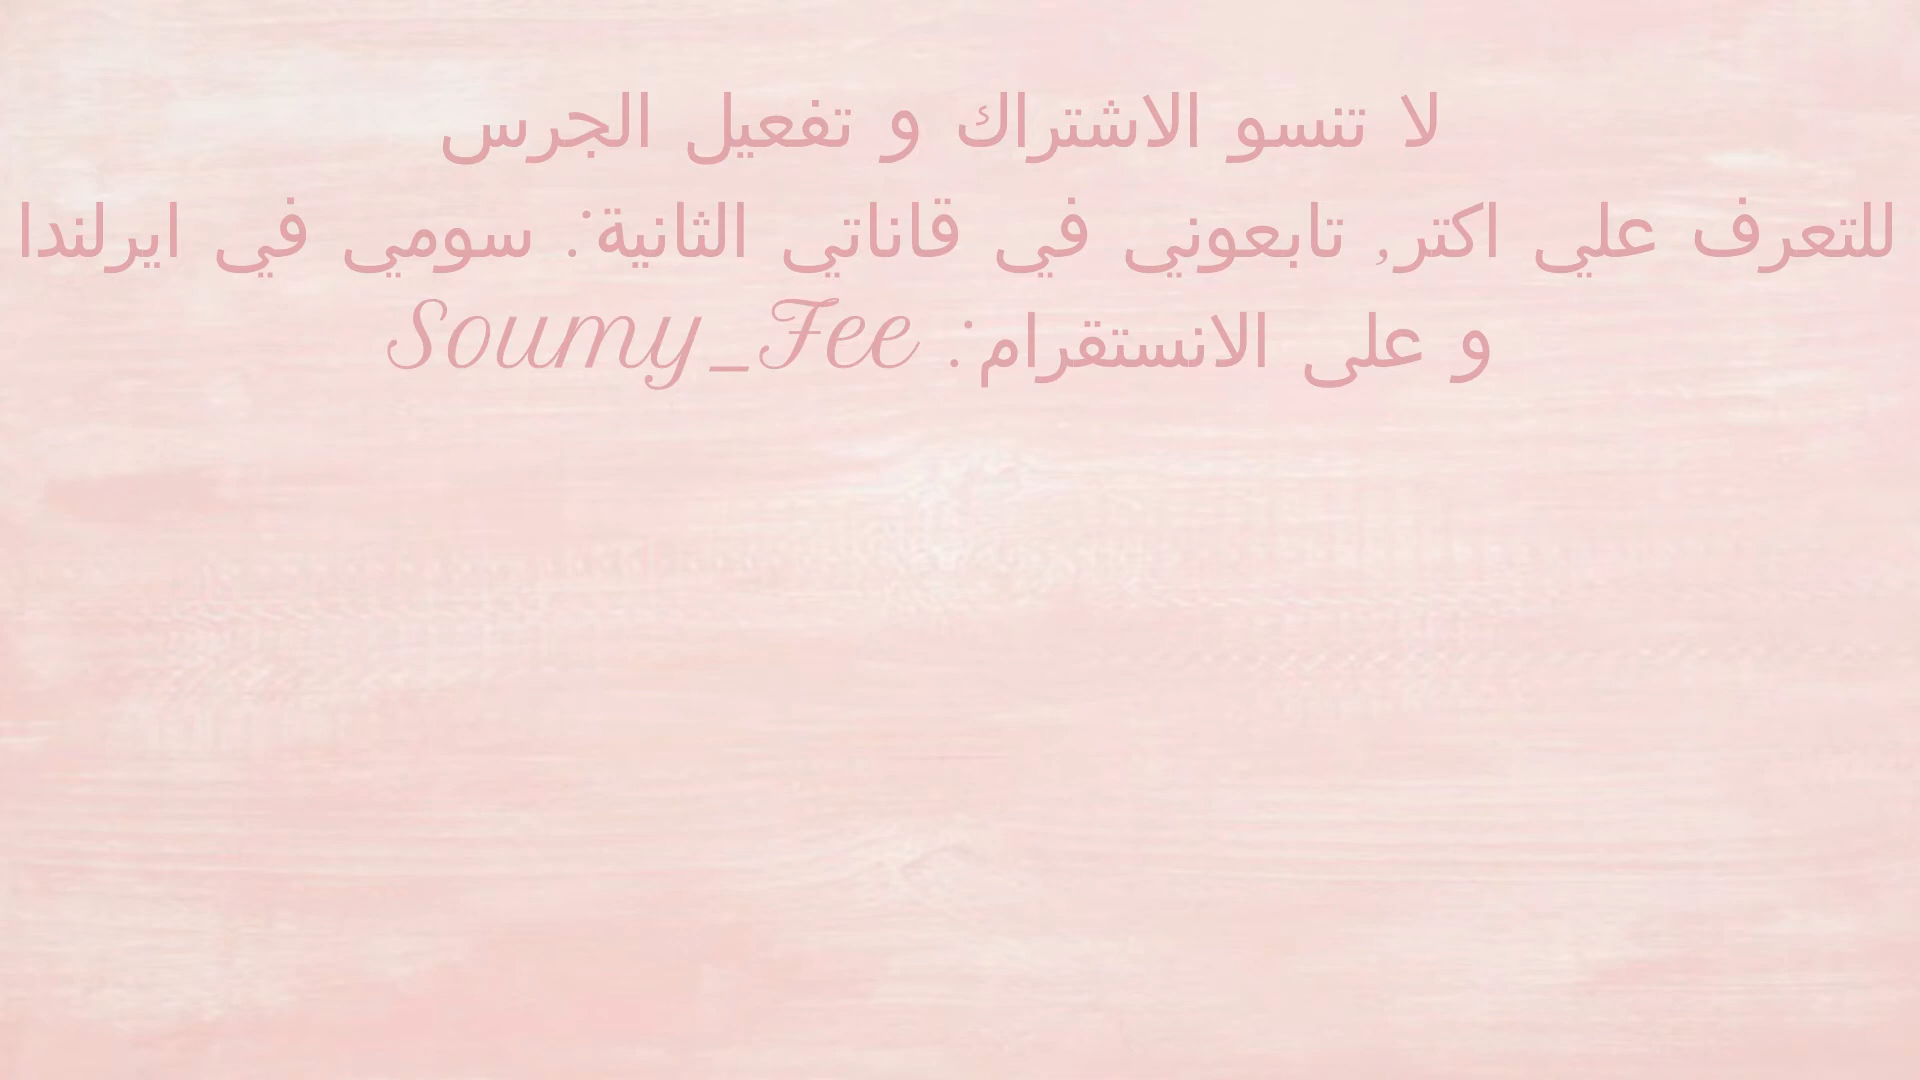 لا تنسو الاشتراك و تفعيل الجرس
للتعرف علي اكتر, تابعوني في قاناتي الثانية: سومي في ايرلندا
و على الانستقرام: Soumy_Fee